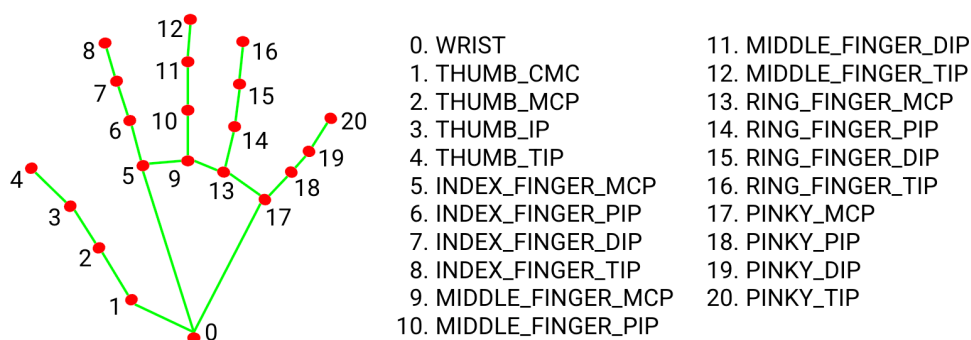 12
8
16
11
7
15
10
6
20
14
19
4
5
9
13
18
3
17
2
1
0
0. WRIST
1. THUMB_CMC
2. THUMB_MCP
3. THUMB_IP
4. THUMB_TIP
5. INDEX_FINGER_MCP
6. INDEX_FINGER_PIP
7. INDEX_FINGER_DIP
8. INDEX_FINGER_TIP
9. MIDDLE_FINGER_MCP
10. MIDDLE_FINGER_PIP
11. MIDDLE_FINGER_DIP
12. MIDDLE_FINGER_TIP
13. RING_FINGER_MCP
14. RING_FINGER_PIP
15. RING_FINGER_DIP
16. RING_FINGER_TIP
17. PINKY_MCP
18. PINKY_PIP
19. PINKY_DIP
20. PINKY_TIP